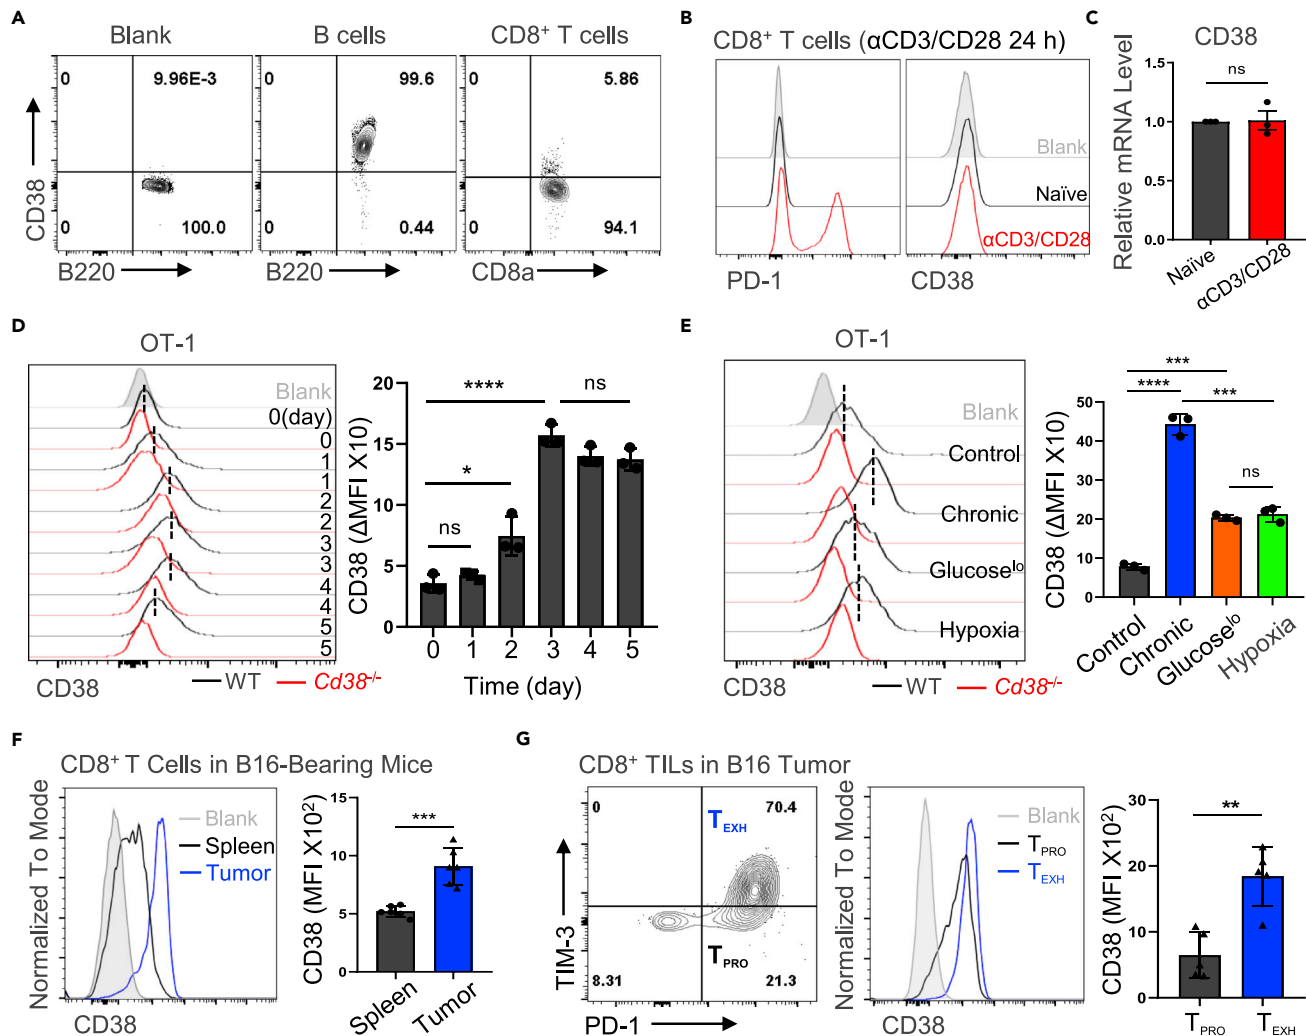 A
Blank
B cells
CD8⁺ T cells
0
9.96E-3
0
99.6
0
5.86
0
100.0
0
0.44
0
94.1
CD38
B220
B220
CD8a
B
CD8⁺ T cells (αCD3/CD28 24 h)
Blank
Naïve
αCD3/CD28
PD-1
CD38
C
CD38
ns
Relative mRNA Level
1.5
1.0
0.5
0.0
Naïve
αCD3/CD28
D
OT-1
Blank
0(day)
0
1
1
2
2
3
3
4
4
5
5
CD38
WT
Cd38⁻/⁻
CD38 (ΔMFI X10)
20
15
10
5
0
ns
*
****
ns
0 1 2 3 4 5
Time (day)
E
OT-1
Blank
Control
Chronic
Glucoseˡᵒ
Hypoxia
CD38
WT
Cd38⁻/⁻
CD38 (ΔMFI X10)
50
40
30
20
10
0
***
****
***
ns
Control
Chronic
Glucoseˡᵒ
Hypoxia
F
CD8⁺ T Cells in B16-Bearing Mice
Normalized To Mode
Blank
Spleen
Tumor
CD38
CD38 (MFI X10²)
15
10
5
0
***
Spleen
Tumor
G
CD8⁺ TILs in B16 Tumor
0
70.4
T_EXH
T_PRO
8.31
21.3
TIM-3
PD-1
Normalized To Mode
Blank
T_PRO
T_EXH
CD38
CD38 (MFI X10²)
30
20
10
0
**
T_PRO
T_EXH